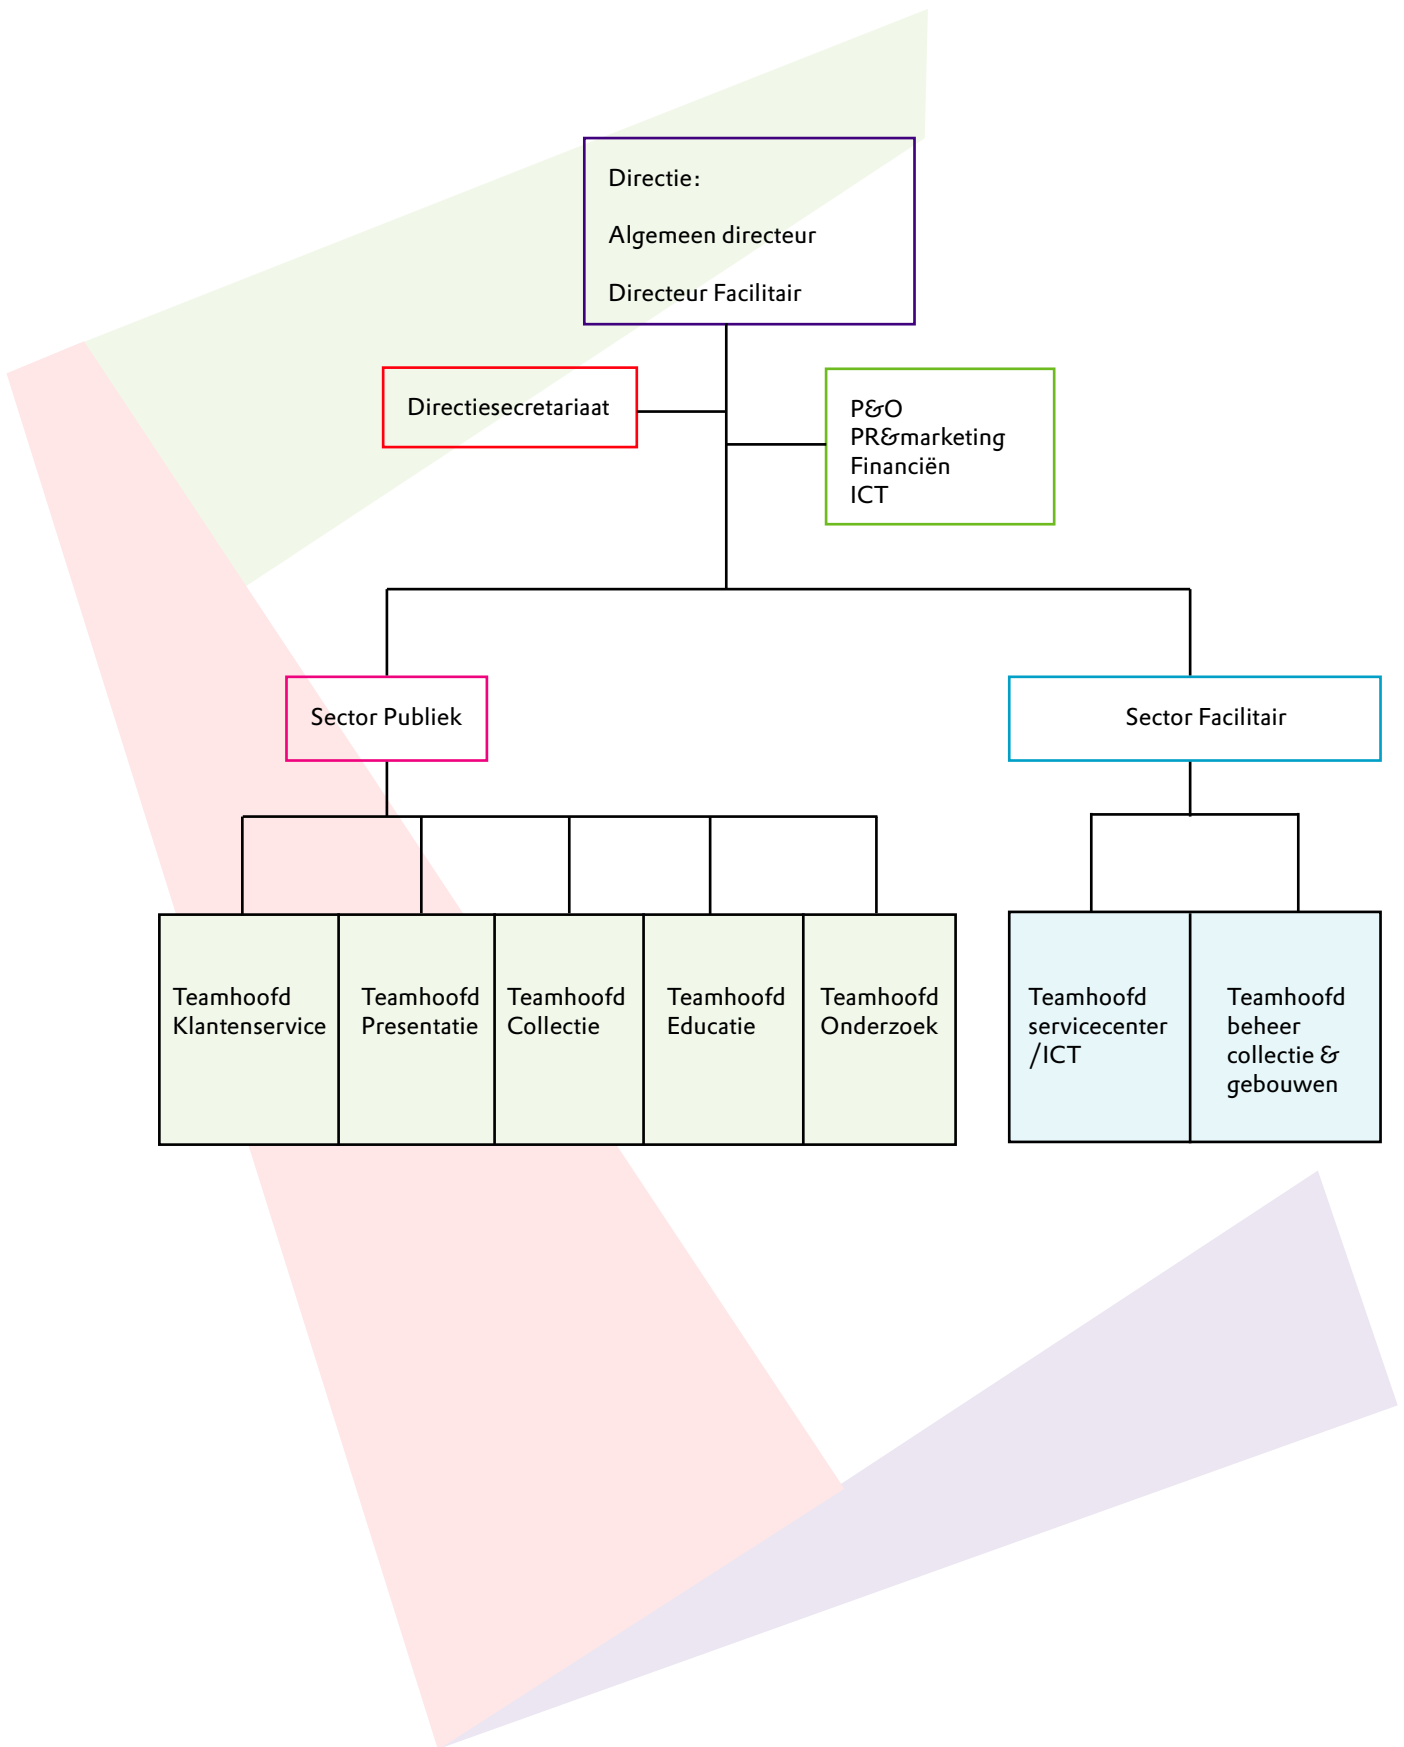 Directie:
Algemeen directeur
Directeur Facilitair
Directiesecretariaat
P&O
PR&marketing
Financiën
ICT
Sector Publiek
Sector Facilitair
Teamhoofd
Klantenservice
Teamhoofd
Presentatie
Teamhoofd
Collectie
Teamhoofd
Educatie
Teamhoofd
Onderzoek
Teamhoofd
servicecenter
/ICT
Teamhoofd
beheer
collectie &
gebouwen